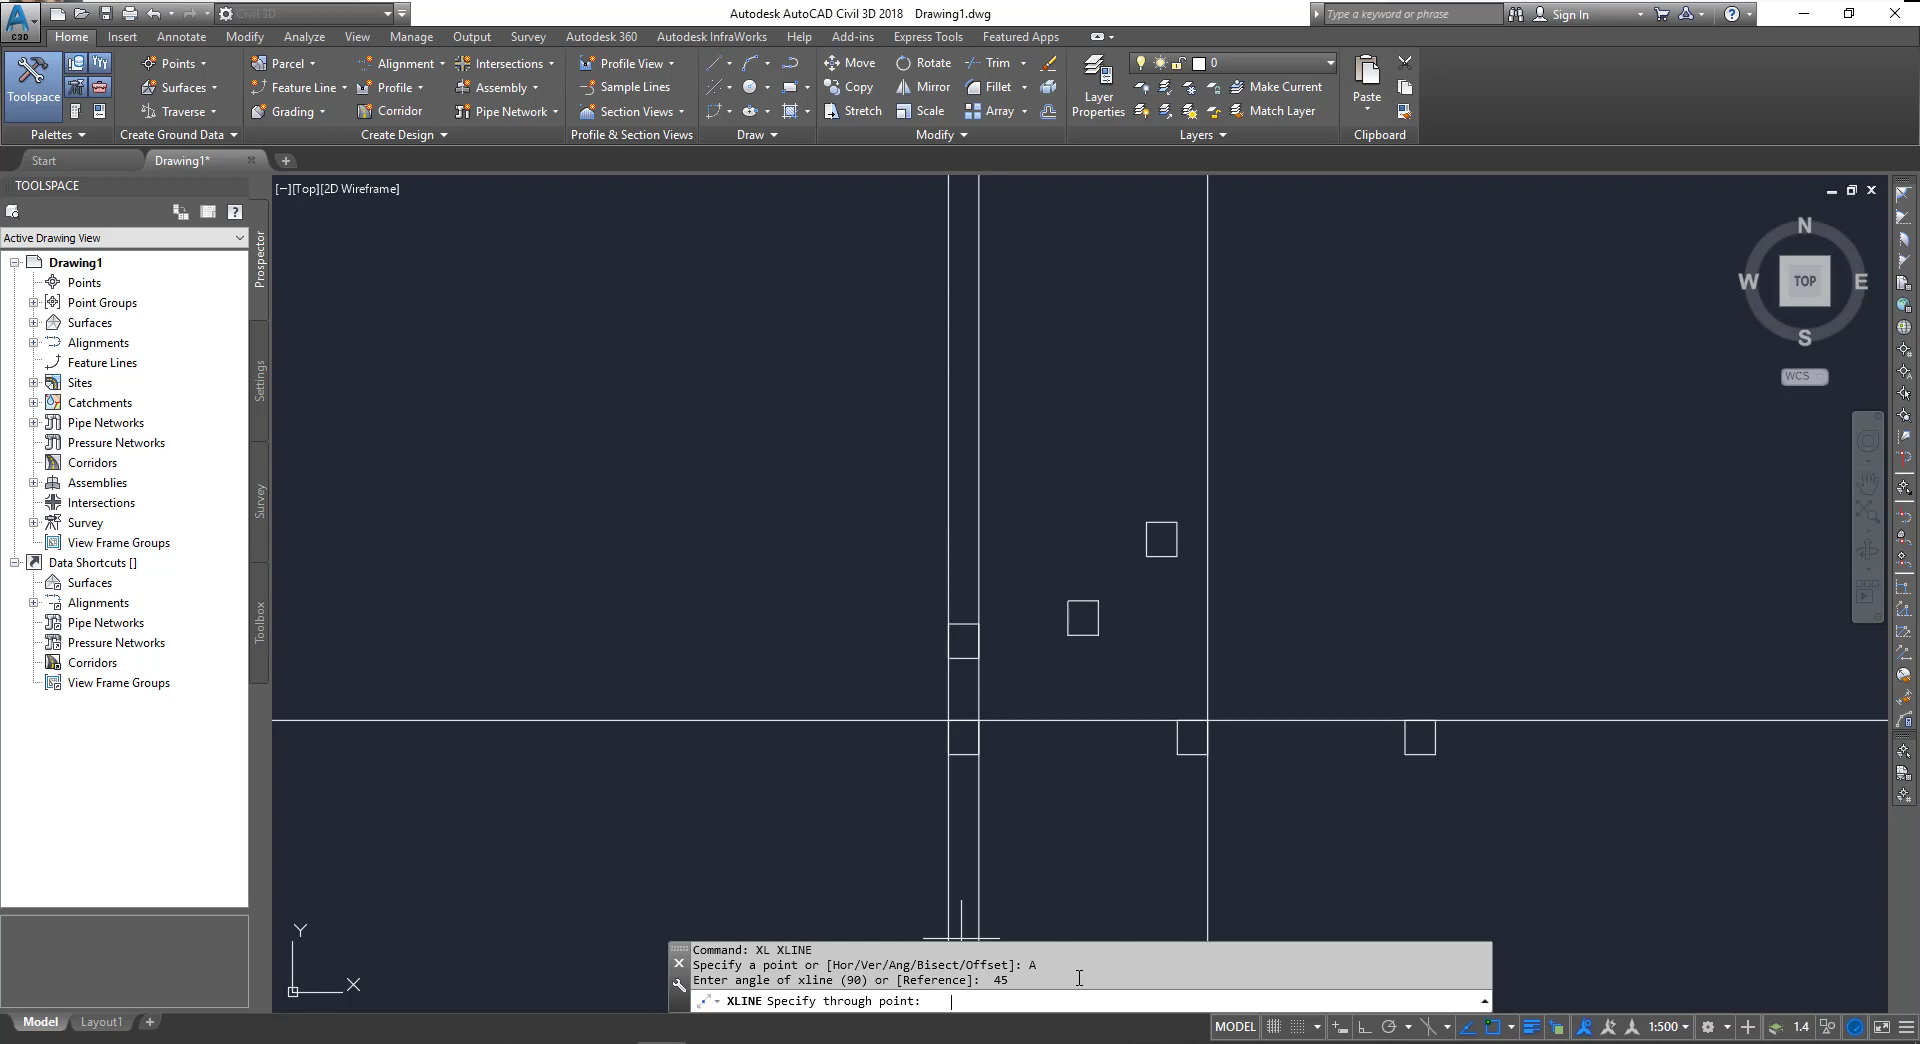 Civil 3D
Autodesk AutoCAD Civil 3D 2018 Drawing1.dwg
Type a keyword or phrase
Sign In
C3D
Home Insert Annotate Modify Analyze View Manage Output Survey Autodesk 360 Autodesk InfraWorks Help Add-ins Express Tools Featured Apps
Toolspace
Points
Surfaces
Traverse
Parcel
Feature Line
Grading
Alignment
Profile
Corridor
Intersections
Assembly
Pipe Network
Profile View
Sample Lines
Section Views
Move
Copy
Stretch
Rotate
Mirror
Scale
Trim
Fillet
Array
Layer
Properties
0
Make Current
Match Layer
Paste
Palettes
Create Ground Data
Create Design
Profile & Section Views
Draw
Modify
Layers
Clipboard
Start
Drawing1*
TOOLSPACE
Active Drawing View
Drawing1
Points
Point Groups
Surfaces
Alignments
Feature Lines
Sites
Catchments
Pipe Networks
Pressure Networks
Corridors
Assemblies
Intersections
Survey
View Frame Groups
Data Shortcuts []
Surfaces
Alignments
Pipe Networks
Pressure Networks
Corridors
View Frame Groups
Prospector
Settings
Survey
Toolbox
[−][Top][2D Wireframe]
N
W
TOP
E
S
WCS
Y
X
Command: XL XLINE
Specify a point or [Hor/Ver/Ang/Bisect/Offset]: A
Enter angle of xline (90) or [Reference]: 45
XLINE Specify through point:
Model
Layout1
MODEL
1:500
1.4